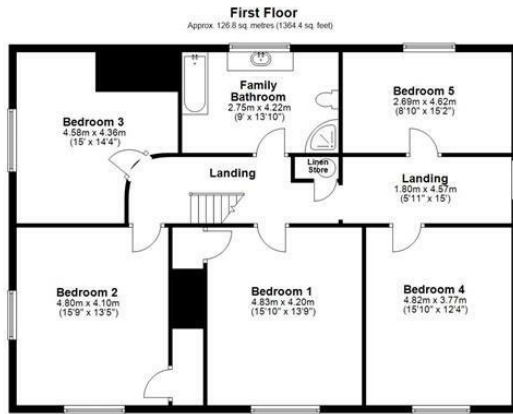 First Floor
Approx. 126.8 sq. metres (1364.4 sq. feet)
Family
Bathroom
2.75m x 4.22m
(9' x 13'10")
Bedroom 5
2.69m x 4.62m
(8'10" x 15'2")
Bedroom 3
4.58m x 4.36m
(15' x 14'4")
Landing
Linen
Store
Landing
1.80m x 4.57m
(5'11" x 15')
Bedroom 2
4.80m x 4.10m
(15'9" x 13'5")
Bedroom 1
4.83m x 4.20m
(15'10" x 13'9")
Bedroom 4
4.82m x 3.77m
(15'10" x 12'4")